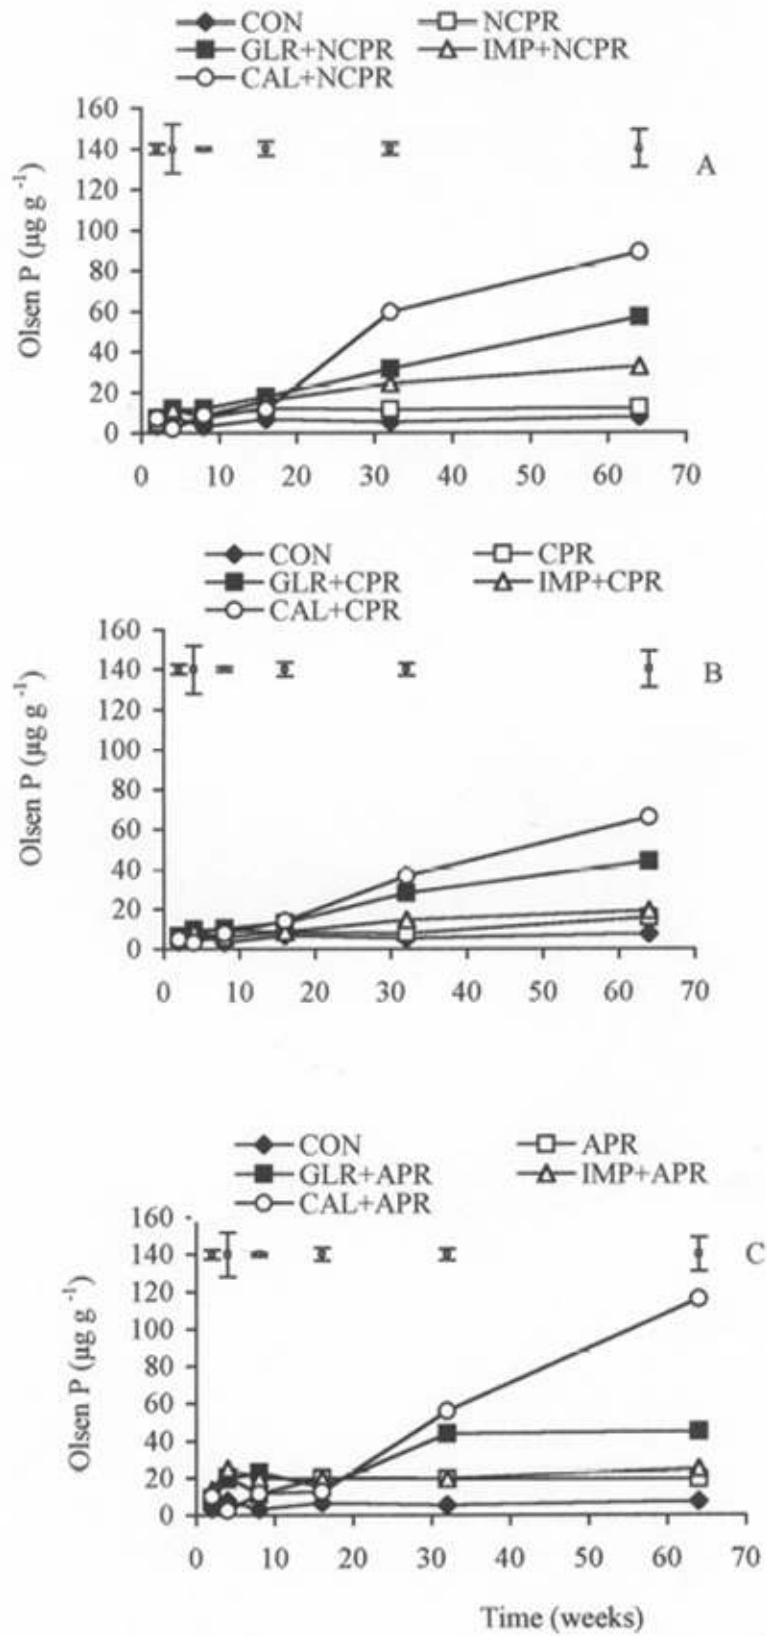 CON NCPR
GLR+NCPR IMP+NCPR
CAL+NCPR
160
140
120
100
80
60
40
20
0
Olsen P (µg g -1)
A
0 10 20 30 40 50 60 70
CON CPR
GLR+CPR IMP+CPR
CAL+CPR
160
140
120
100
80
60
40
20
0
Olsen P (µg g -1)
B
0 10 20 30 40 50 60 70
CON APR
GLR+APR IMP+APR
CAL+APR
160
140
120
100
80
60
40
20
0
Olsen P (µg g -1)
C
0 10 20 30 40 50 60 70
Time (weeks)